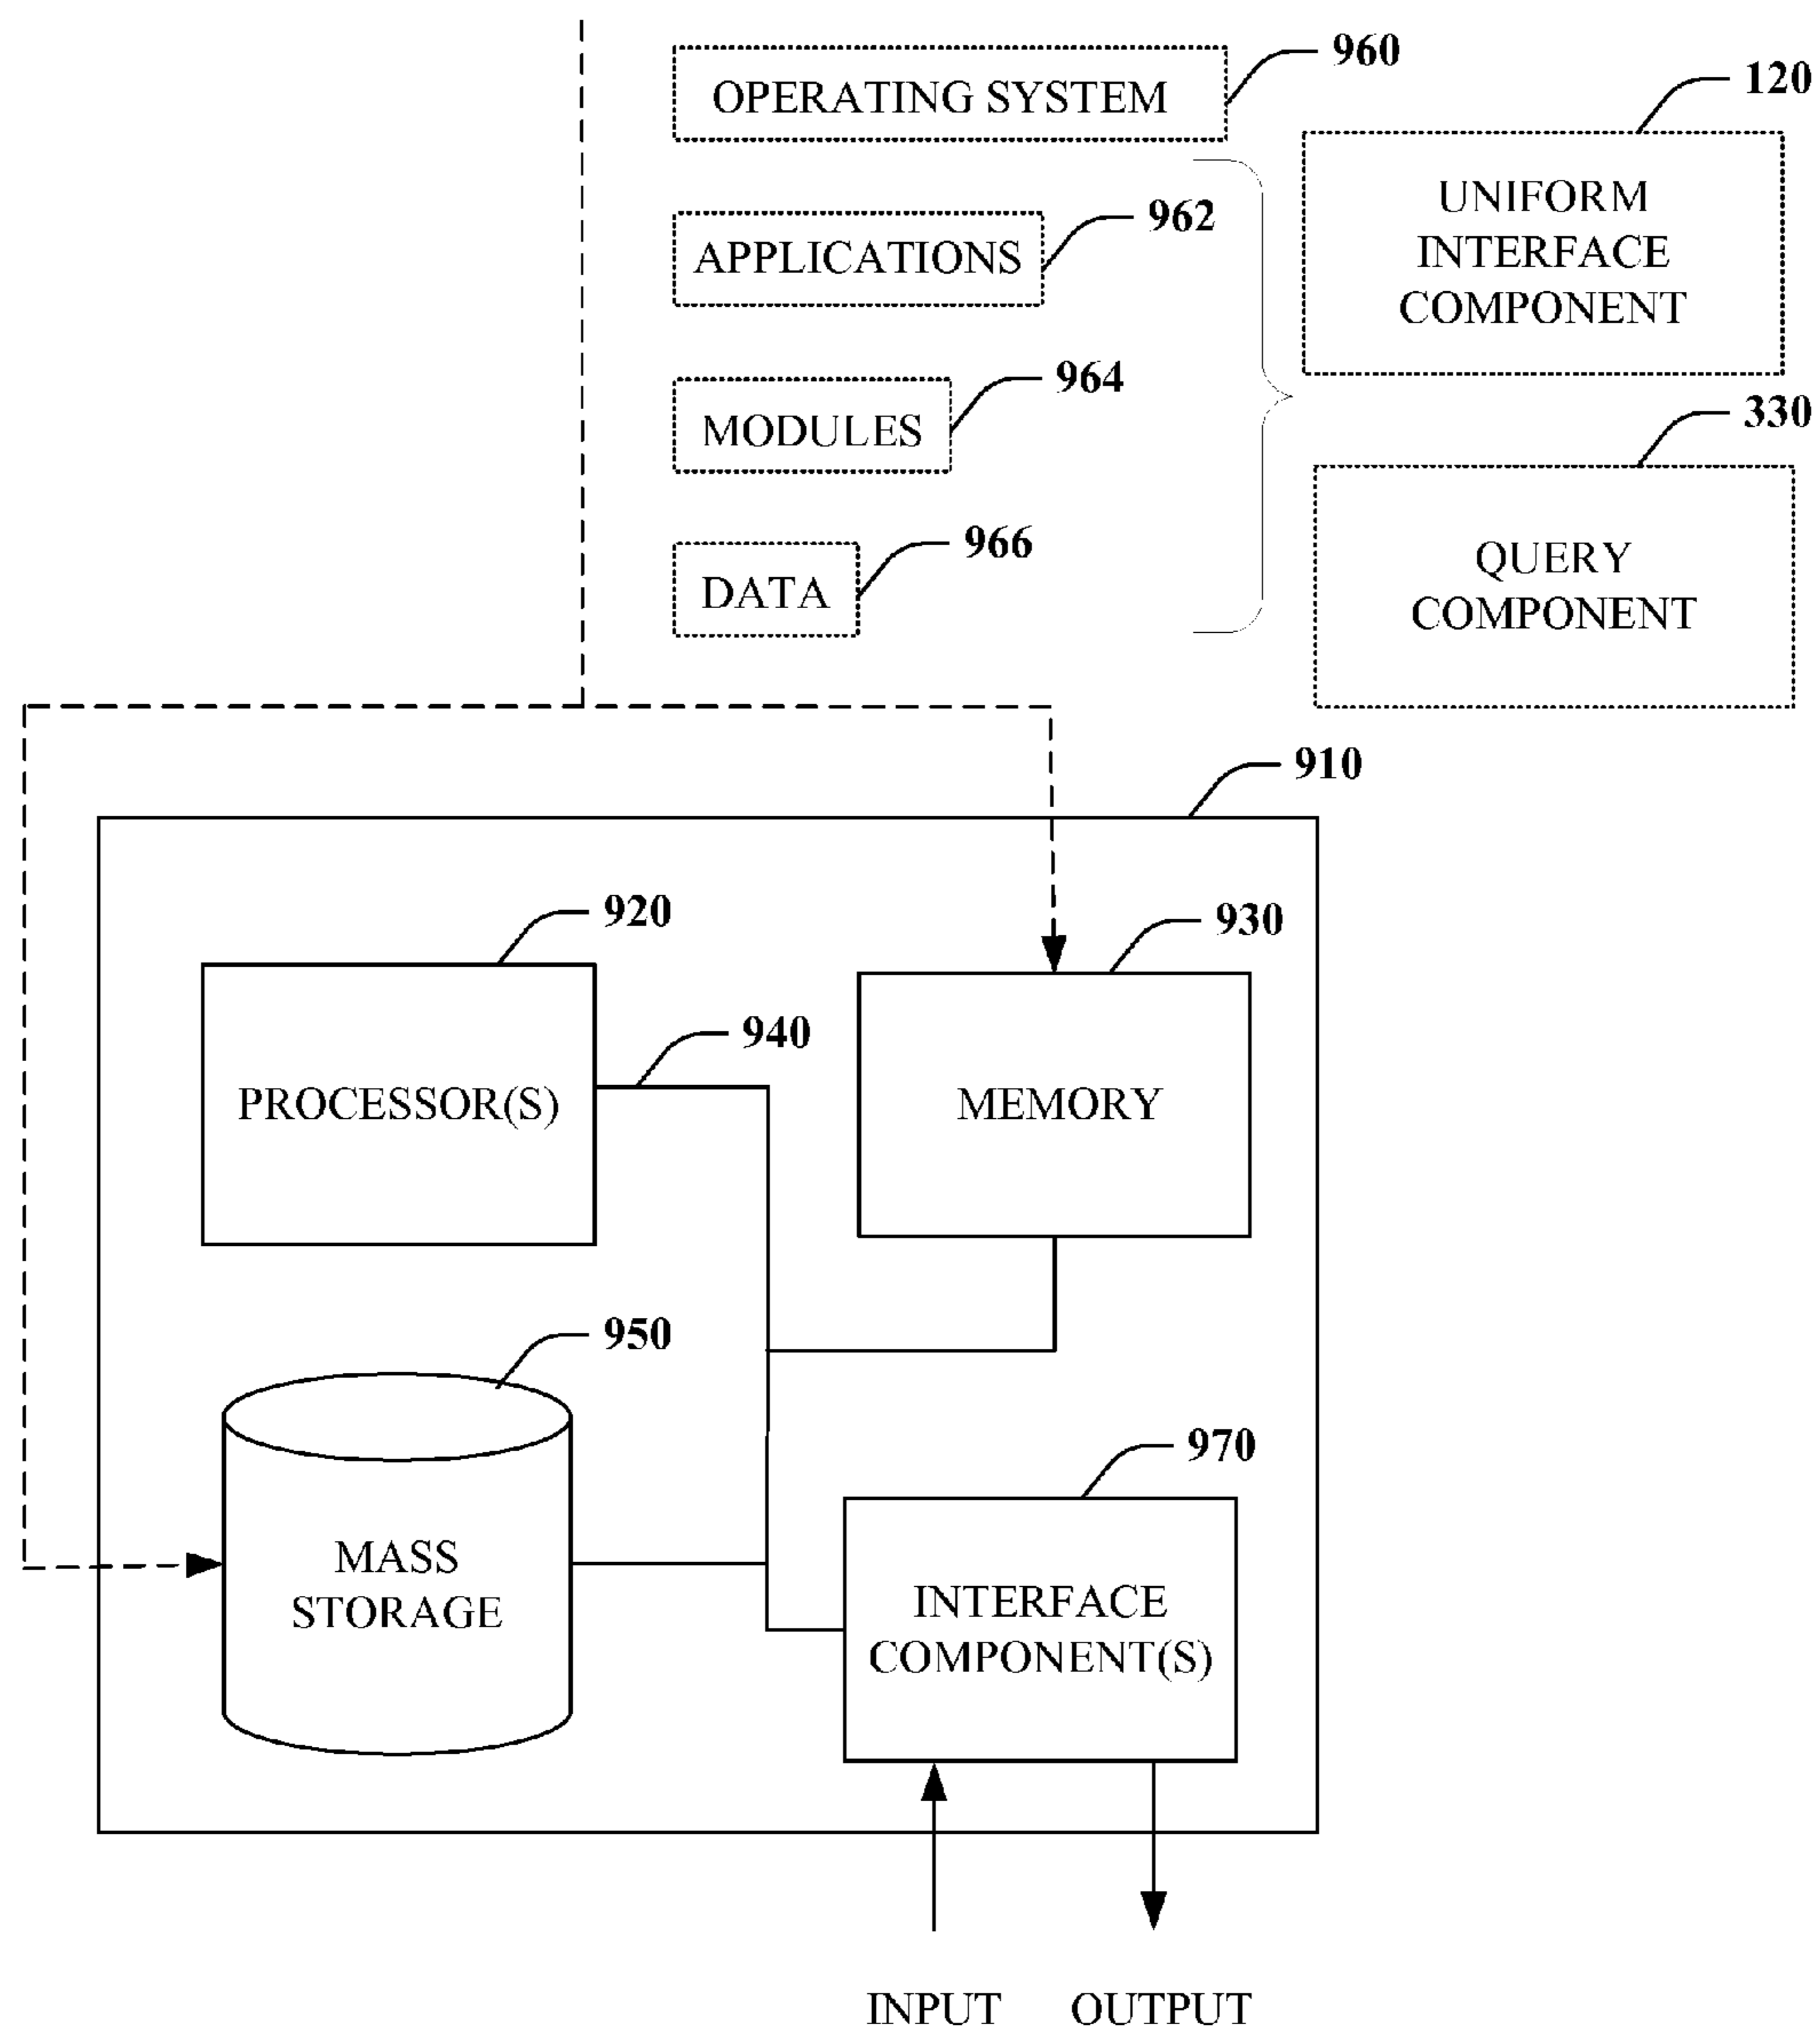 960
OPERATING SYSTEM
120
UNIFORM
INTERFACE
COMPONENT
962
APPLICATIONS
964
MODULES
330
QUERY
COMPONENT
966
DATA
910
920
PROCESSOR(S)
930
MEMORY
940
950
MASS
STORAGE
970
INTERFACE
COMPONENT(S)
INPUT
OUTPUT